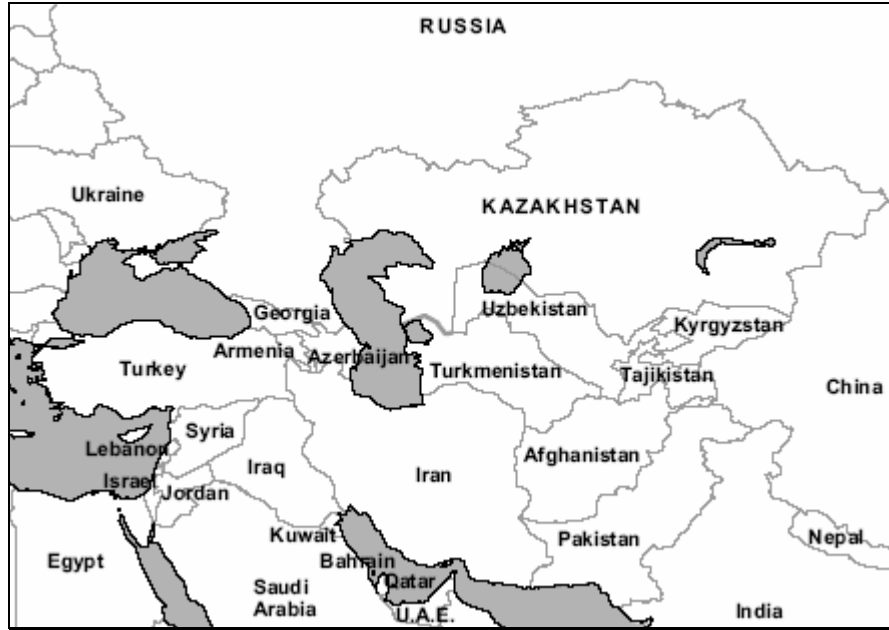 RUSSIA
Ukraine
KAZAKHSTAN
Georgia
Uzbekistan
Kyrgyzstan
Armenia
Azerbaijan
Turkey
Turkmenistan
Tajikistan
China
Syria
Lebanon
Afghanistan
Iraq
Iran
Israel
Jordan
Kuwait
Pakistan
Nepal
Egypt
Bahrain
Qatar
Saudi
Arabia
U.A.E.
India